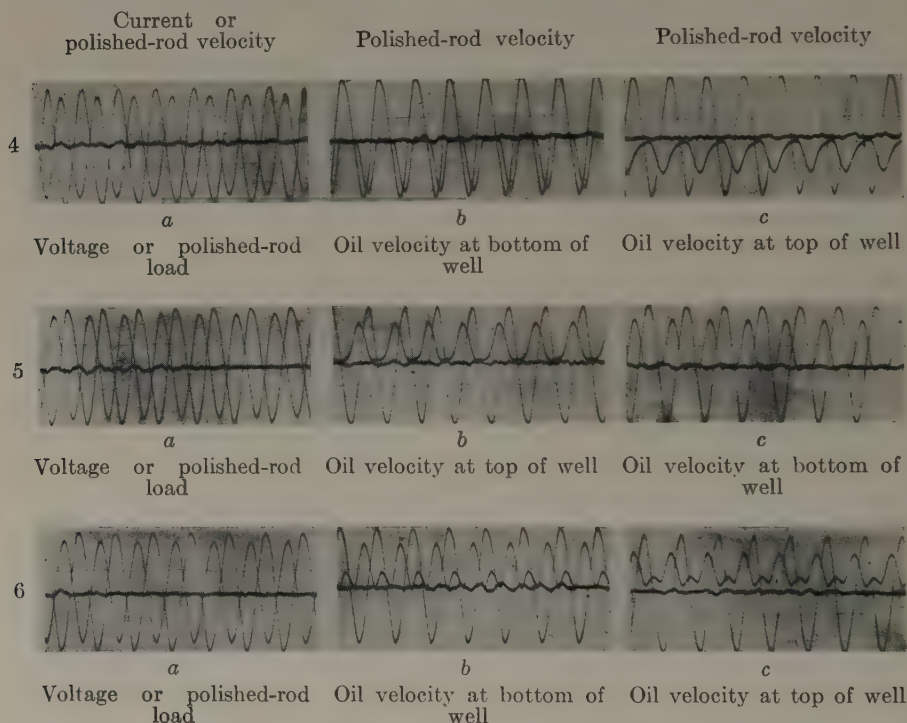 Current or
polished-rod velocity
Polished-rod velocity
Polished-rod velocity
4
a
b
c
Voltage or polished-rod
load
Oil velocity at bottom of
well
Oil velocity at top of well
5
a
b
c
Voltage or polished-rod
load
Oil velocity at top of well
Oil velocity at bottom of
well
6
a
b
c
Voltage or polished-rod
load
Oil velocity at bottom of
well
Oil velocity at top of well